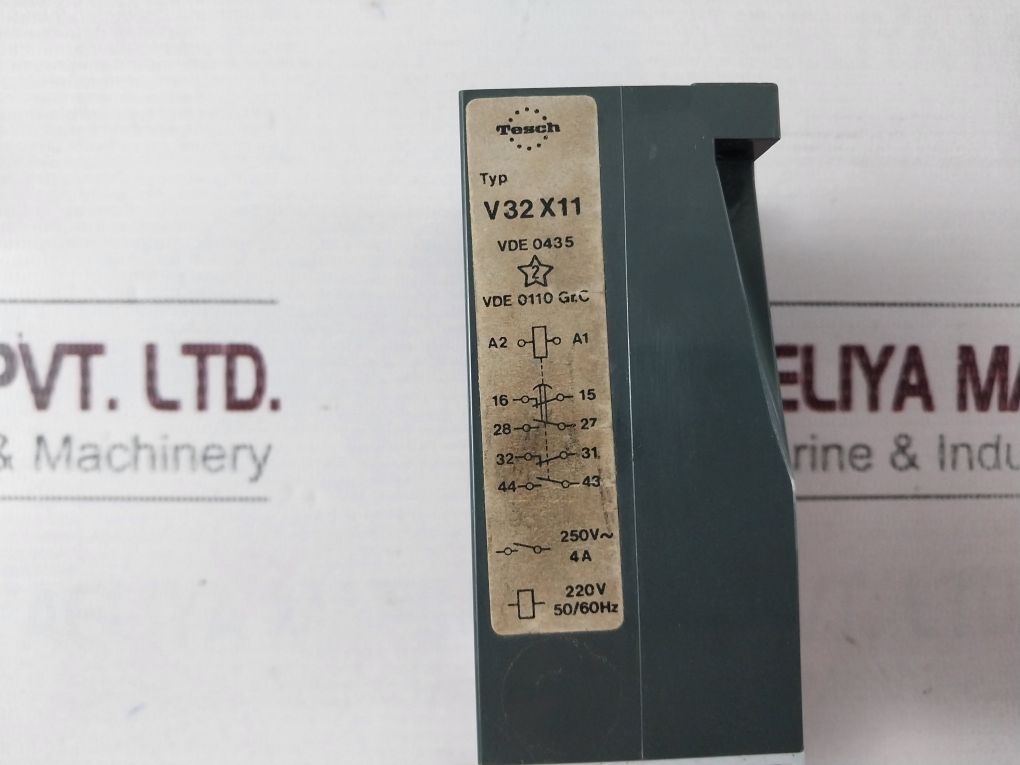 Tesch
Typ
V32 X11
VDE 0435
2
VDE 0110 Gr.C
A2 A1
16 15
28 27
32 31
44 43
250V~
4A
220V
50/60Hz
PVT. LTD.
& Machinery
ELIYA MA
rine & Indu